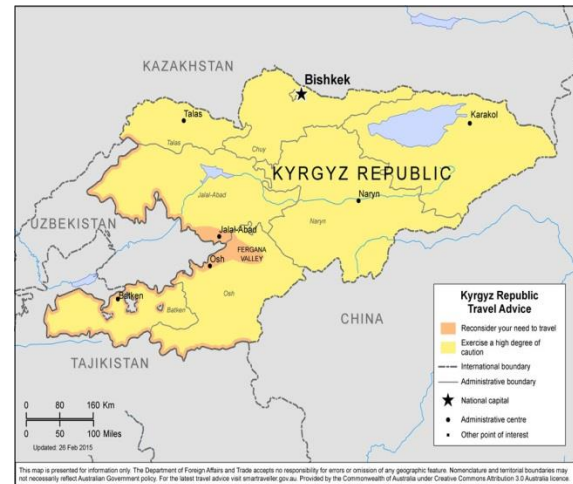 KAZAKHSTAN
Bishkek
Talas
Karakol
Talas
Chuy
KYRGYZ REPUBLIC
Jalal-Abad
Naryn
Naryn
UZBEKISTAN
Jalal-Abad
FERGANA
VALLEY
Osh
Batken
Batken
Osh
CHINA
TAJIKISTAN
Kyrgyz Republic
Travel Advice
Reconsider your need to travel
Exercise a high degree of
caution
International boundary
Administrative boundary
National capital
Administrative centre
Other point of interest
0 80 160 Km
0 50 100 Miles
Updated: 26 Feb 2015
This map is presented for information only. The Department of Foreign Affairs and Trade accepts no responsibility for errors or omission of any geographic feature. Nomenclature and territorial boundaries may
not necessarily reflect Australian Government policy. For the latest travel advice visit smartraveller.gov.au. Provided by the Commonwealth of Australia under Creative Commons Attribution 3.0 Australia licence.